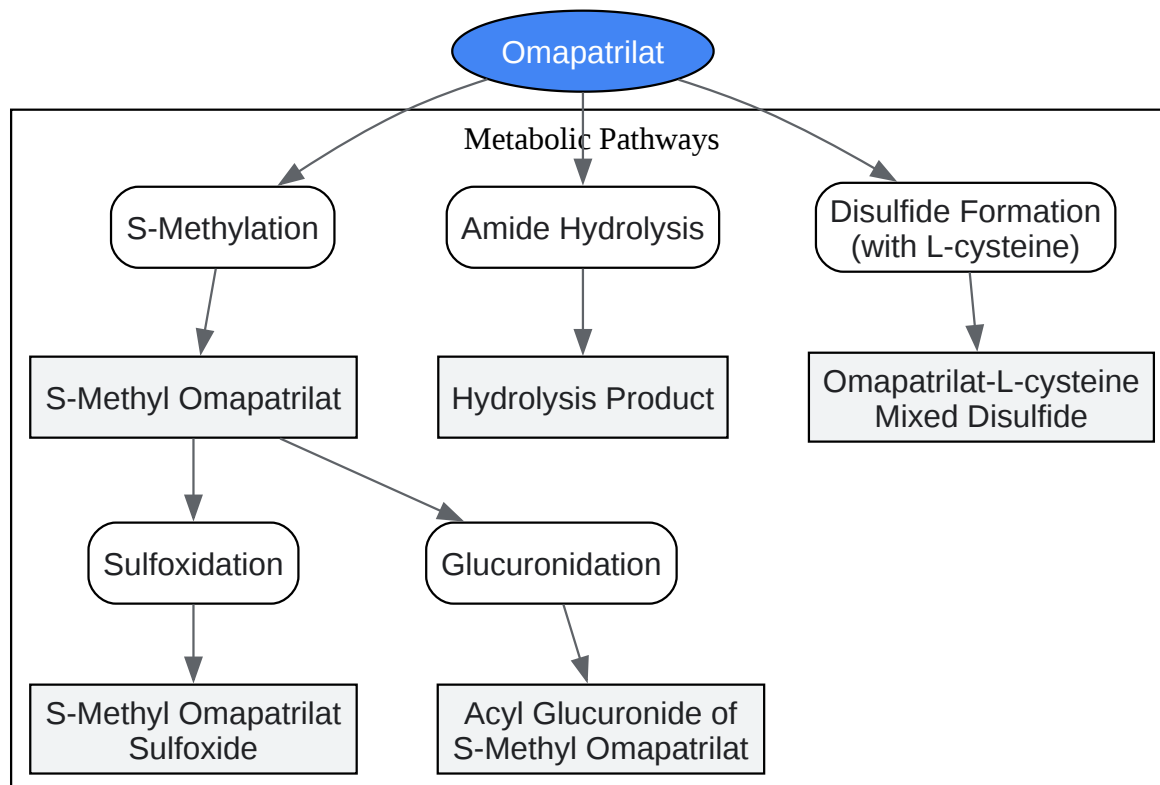 Omapatrilat
Metabolic Pathways
S-Methylation
Amide Hydrolysis
Disulfide Formation
(with L-cysteine)
S-Methyl Omapatrilat
Hydrolysis Product
Omapatrilat-L-cysteine
Mixed Disulfide
Sulfoxidation
Glucuronidation
S-Methyl Omapatrilat
Sulfoxide
Acyl Glucuronide of
S-Methyl Omapatrilat